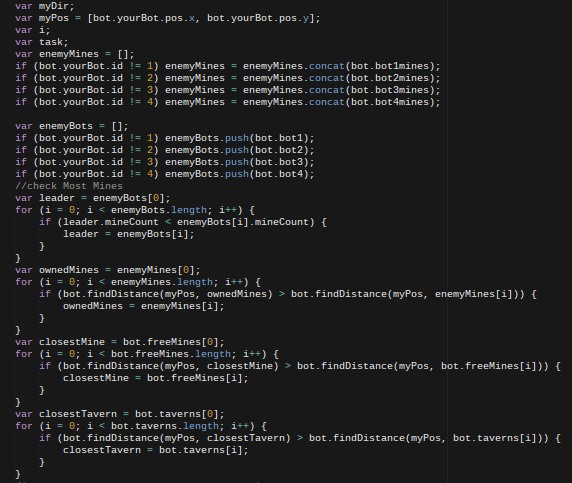 var myDir;
var myPos = [bot.yourBot.pos.x, bot.yourBot.pos.y];
var i;
var task;
var enemyMines = [];
if (bot.yourBot.id != 1) enemyMines = enemyMines.concat(bot.bot1mines);
if (bot.yourBot.id != 2) enemyMines = enemyMines.concat(bot.bot2mines);
if (bot.yourBot.id != 3) enemyMines = enemyMines.concat(bot.bot3mines);
if (bot.yourBot.id != 4) enemyMines = enemyMines.concat(bot.bot4mines);

var enemyBots = [];
if (bot.yourBot.id != 1) enemyBots.push(bot.bot1);
if (bot.yourBot.id != 2) enemyBots.push(bot.bot2);
if (bot.yourBot.id != 3) enemyBots.push(bot.bot3);
if (bot.yourBot.id != 4) enemyBots.push(bot.bot4);
//check Most Mines
var leader = enemyBots[0];
for (i = 0; i < enemyBots.length; i++) {
    if (leader.mineCount < enemyBots[i].mineCount) {
        leader = enemyBots[i];
    }
}
var ownedMines = enemyMines[0];
for (i = 0; i < enemyMines.length; i++) {
    if (bot.findDistance(myPos, ownedMines) > bot.findDistance(myPos, enemyMines[i])) {
        ownedMines = enemyMines[i];
    }
}
var closestMine = bot.freeMines[0];
for (i = 0; i < bot.freeMines.length; i++) {
    if (bot.findDistance(myPos, closestMine) > bot.findDistance(myPos, bot.freeMines[i])) {
        closestMine = bot.freeMines[i];
    }
}
var closestTavern = bot.taverns[0];
for (i = 0; i < bot.taverns.length; i++) {
    if (bot.findDistance(myPos, closestTavern) > bot.findDistance(myPos, bot.taverns[i])) {
        closestTavern = bot.taverns[i];
    }
}